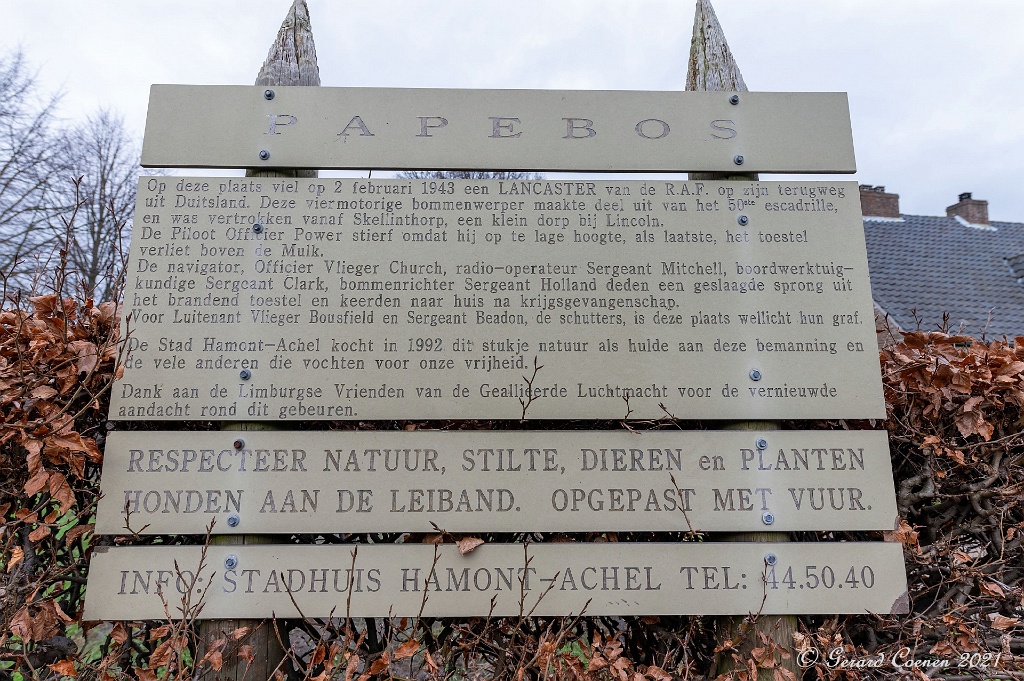 PAPEBOS
Op deze plaats viel op 2 februari 1943 een LANCASTER van de R.A.F. op zijn terugweg
uit Duitsland. Deze viermotorige bommenwerper maakte deel uit van het 50ste escadrille,
en was vertrokken vanaf Skellinthorp, een klein dorp bij Lincoln.
De Piloot Officier Power stierf omdat hij op te lage hoogte, als laatste, het toestel
verliet boven de Mulk.
De navigator, Officier Vlieger Church, radio-operateur Sergeant Mitchell, boordwerktuig-
kundige Sergeant Clark, bommenrichter Sergeant Holland deden een geslaagde sprong uit
het brandend toestel en keerden naar huis na krijgsgevangenschap.
Voor Luitenant Vlieger Bousfield en Sergeant Beadon, de schutters, is deze plaats wellicht hun graf.
De Stad Hamont-Achel kocht in 1992 dit stukje natuur als hulde aan deze bemanning en
de vele anderen die vochten voor onze vrijheid.
Dank aan de Limburgse Vrienden van de Geallieerde Luchtmacht voor de vernieuwde
aandacht rond dit gebeuren.
RESPECTEER NATUUR, STILTE, DIEREN en PLANTEN
HONDEN AAN DE LEIBAND. OPGEPAST MET VUUR.
INFO: STADHUIS HAMONT-ACHEL TEL: 44.50.40
© Gerard Coenen 2021